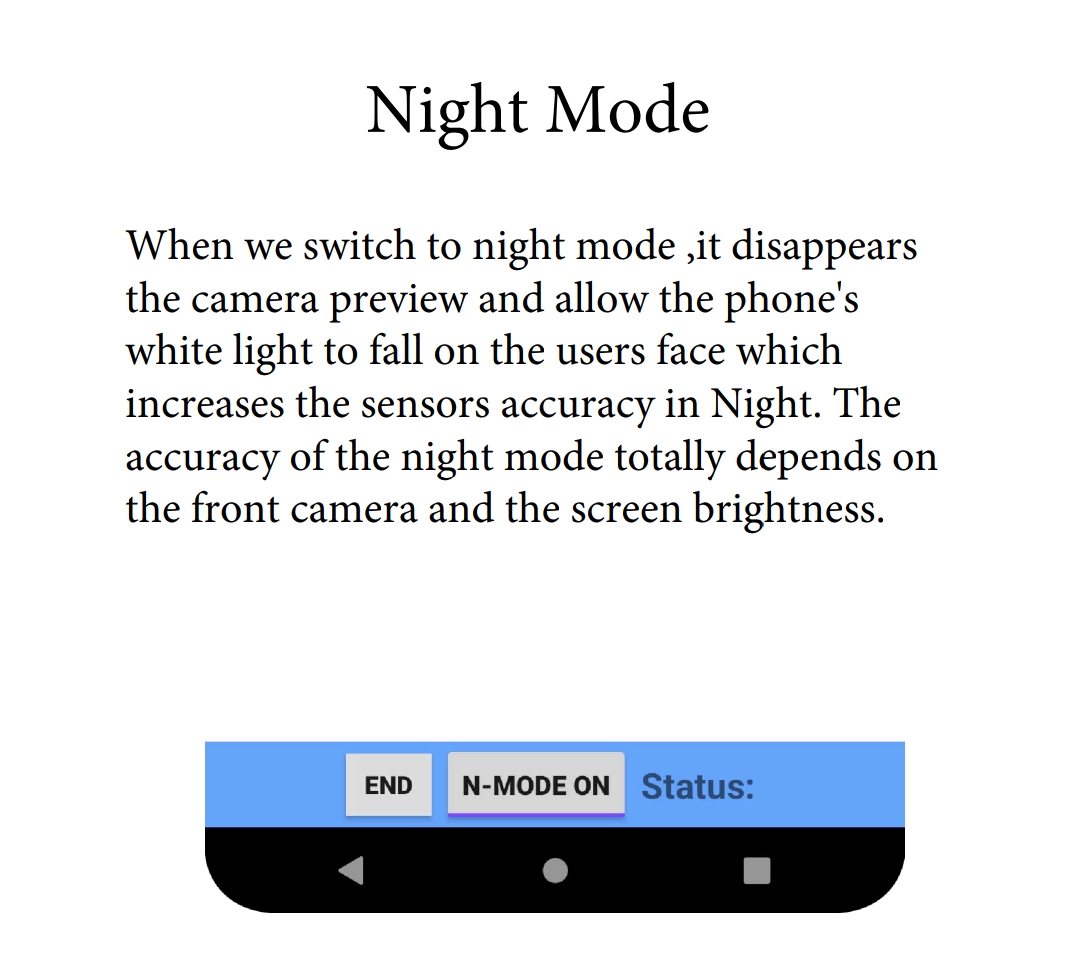 Night Mode
When we switch to night mode ,it disappears
the camera preview and allow the phone's
white light to fall on the users face which
increases the sensors accuracy in Night. The
accuracy of the night mode totally depends on
the front camera and the screen brightness.
END N-MODE ON Status: